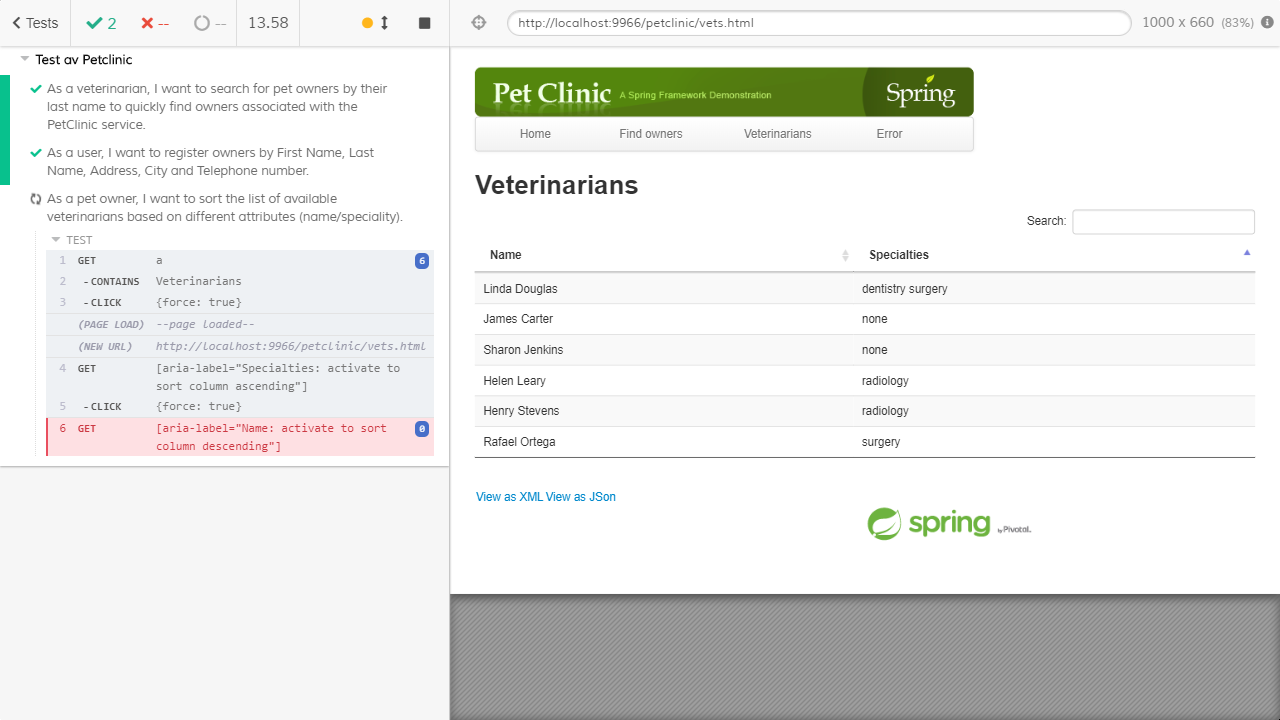 Tests
2
--
--
13.58
http://localhost:9966/petclinic/vets.html
1000 x 660 (83%)
Test av Petclinic
As a veterinarian, I want to search for pet owners by their
last name to quickly find owners associated with the
PetClinic service.
As a user, I want to register owners by First Name, Last
Name, Address, City and Telephone number.
As a pet owner, I want to sort the list of available
veterinarians based on different attributes (name/speciality).
TEST
1 GET a 6
2 -CONTAINS Veterinarians
3 -CLICK {force: true}
(PAGE LOAD) --page loaded--
(NEW URL) http://localhost:9966/petclinic/vets.html
4 GET [aria-label="Specialties: activate to
sort column ascending"]
5 -CLICK {force: true}
6 GET [aria-label="Name: activate to sort 0
column descending"]
Pet Clinic A Spring Framework Demonstration Spring
Home Find owners Veterinarians Error
Veterinarians
Search:
Name Specialties
Linda Douglas dentistry surgery
James Carter none
Sharon Jenkins none
Helen Leary radiology
Henry Stevens radiology
Rafael Ortega surgery
View as XML View as JSon
spring by Pivotal.